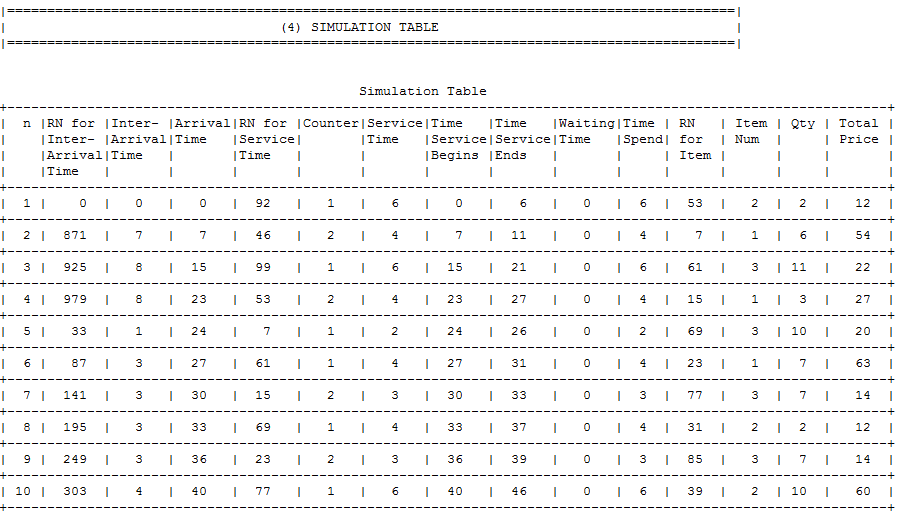 (4) SIMULATION TABLE
Simulation Table
| n |RN for |Inter- |Arrival|RN for |Counter|Service|Time |Time |Waiting|Time | RN | Item | Qty | Total |
| |Inter- |Arrival|Time |Service| |Time |Service|Service|Time |Spend| for | Num | | Price |
| |Arrival|Time | |Time | | |Begins |Ends | | | Item | | | |
| |Time | | | | | | | | | | | | | |
| 1 | 0 | 0 | 0 | 92 | 1 | 6 | 0 | 6 | 0 | 6 | 53 | 2 | 2 | 12 |
| 2 | 871 | 7 | 7 | 46 | 2 | 4 | 7 | 11 | 0 | 4 | 7 | 1 | 6 | 54 |
| 3 | 925 | 8 | 15 | 99 | 1 | 6 | 15 | 21 | 0 | 6 | 61 | 3 | 11 | 22 |
| 4 | 979 | 8 | 23 | 53 | 2 | 4 | 23 | 27 | 0 | 4 | 15 | 1 | 3 | 27 |
| 5 | 33 | 1 | 24 | 7 | 1 | 2 | 24 | 26 | 0 | 2 | 69 | 3 | 10 | 20 |
| 6 | 87 | 3 | 27 | 61 | 1 | 4 | 27 | 31 | 0 | 4 | 23 | 1 | 7 | 63 |
| 7 | 141 | 3 | 30 | 15 | 2 | 3 | 30 | 33 | 0 | 3 | 77 | 3 | 7 | 14 |
| 8 | 195 | 3 | 33 | 69 | 1 | 4 | 33 | 37 | 0 | 4 | 31 | 2 | 2 | 12 |
| 9 | 249 | 3 | 36 | 23 | 2 | 3 | 36 | 39 | 0 | 3 | 85 | 3 | 7 | 14 |
| 10 | 303 | 4 | 40 | 77 | 1 | 6 | 40 | 46 | 0 | 6 | 39 | 2 | 10 | 60 |